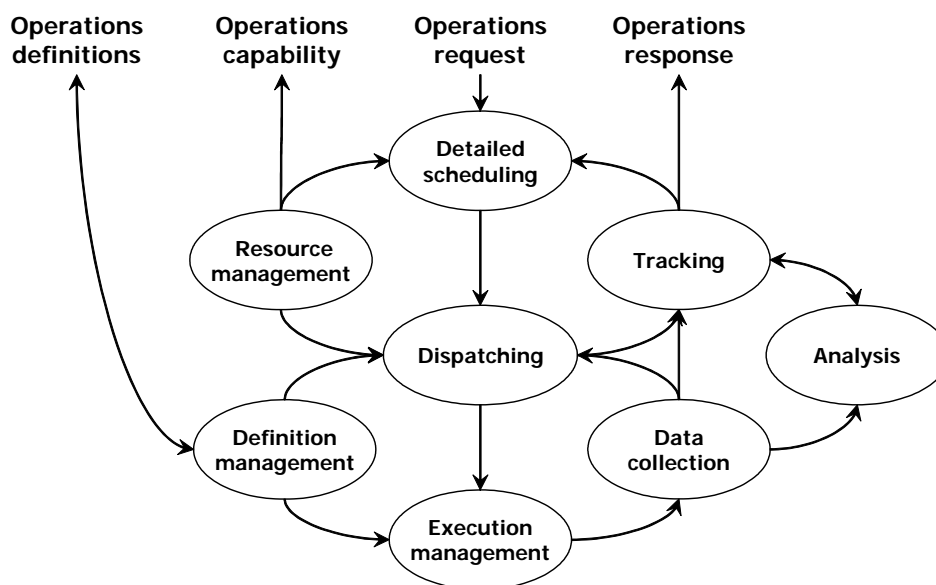 Operations
definitions
Operations
capability
Operations
request
Operations
response
Detailed
scheduling
Resource
management
Tracking
Dispatching
Analysis
Definition
management
Data
collection
Execution
management